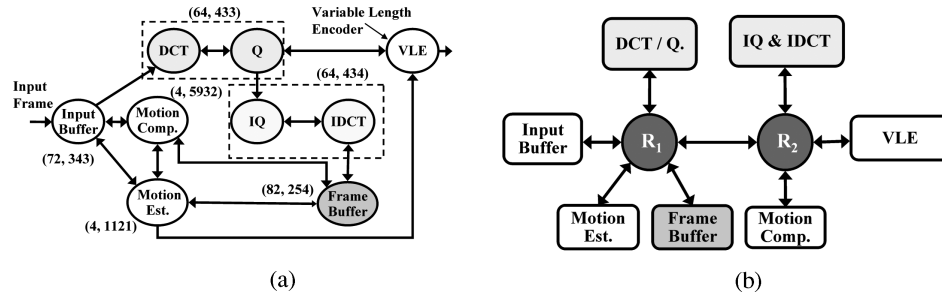 (64, 433)
Variable Length
Encoder
DCT
Q
VLE
(64, 434)
Input
Frame
(4, 5932)
Input
Buffer
Motion
Comp.
IQ
IDCT
(72, 343)
Motion
Est.
(82, 254)
Frame
Buffer
(4, 1121)
(a)
DCT / Q.
IQ & IDCT
Input
Buffer
R1
R2
VLE
Motion
Est.
Frame
Buffer
Motion
Comp.
(b)